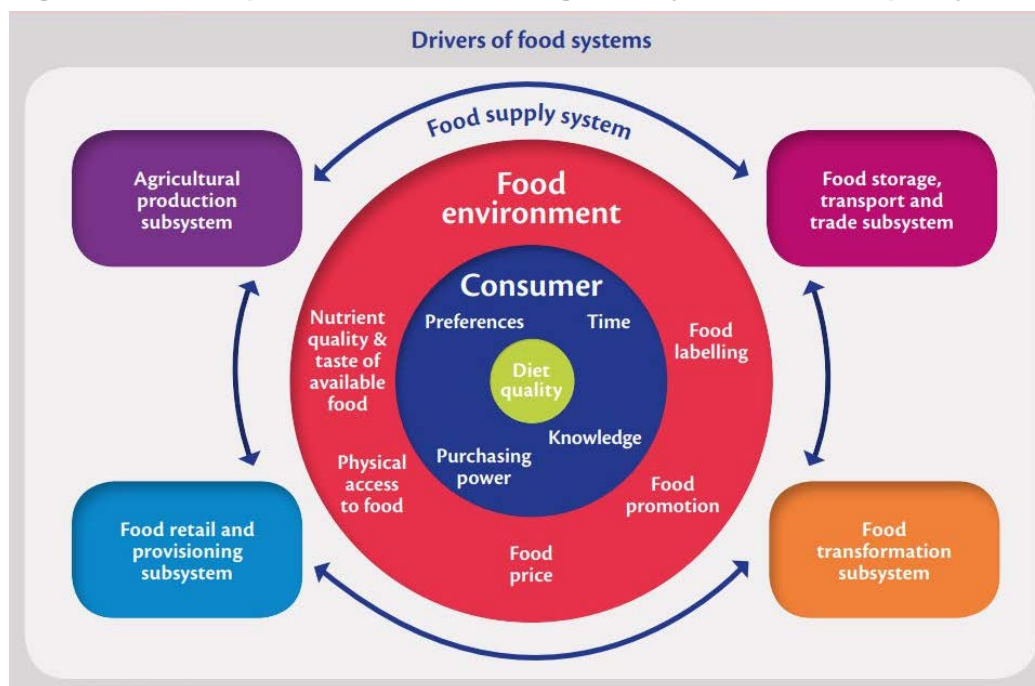 Drivers of food systems
Food supply system
Agricultural
production
subsystem
Food storage,
transport and
trade subsystem
Food
environment
Consumer
Preferences
Time
Nutrient
quality &
taste of
available
food
Food
labelling
Diet
quality
Knowledge
Purchasing
power
Physical
access
to food
Food
promotion
Food
price
Food retail and
provisioning
subsystem
Food
transformation
subsystem